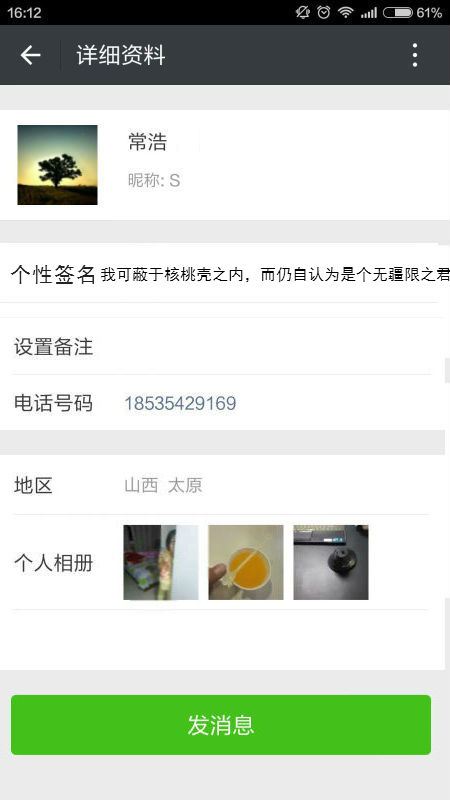 16:12 61%
详细资料
常浩
昵称: S
个性签名 我可蔽于核桃壳之内，而仍自认为是个无疆限之君
设置备注
电话号码 18535429169
地区 山西 太原
个人相册
发消息